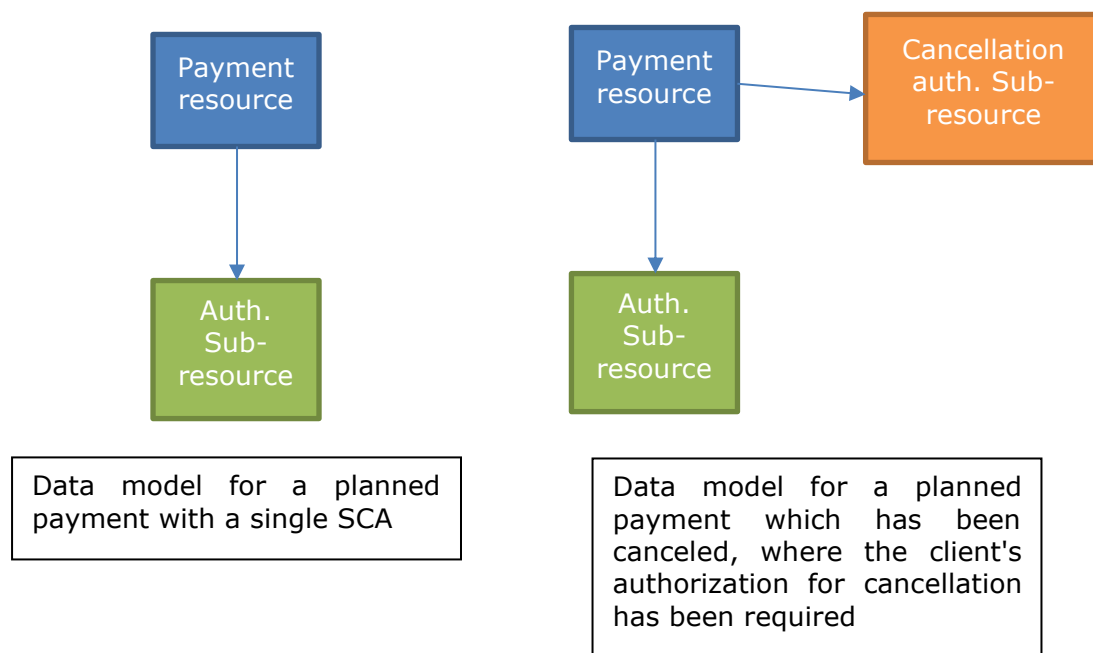 Payment
resource
Auth.
Sub-
resource
Data model for a planned
payment with a single SCA
Payment
resource
Cancellation
auth. Sub-
resource
Auth.
Sub-
resource
Data model for a planned
payment which has been
canceled, where the client's
authorization for cancellation
has been required